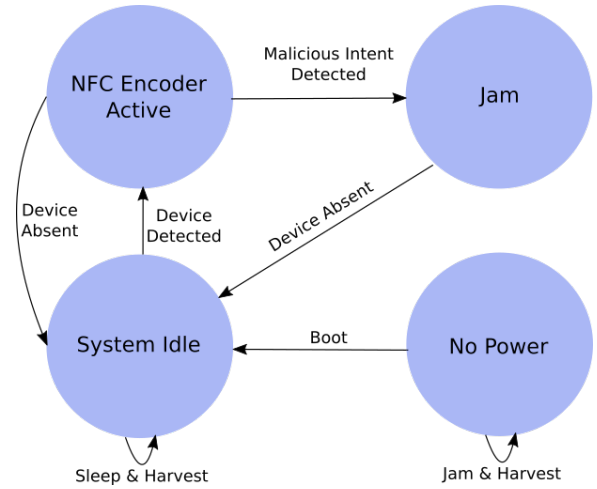 NFC Encoder
Active
Malicious Intent
Detected
Jam
Device
Absent
Device
Detected
Device Absent
System Idle
Boot
No Power
Sleep & Harvest
Jam & Harvest